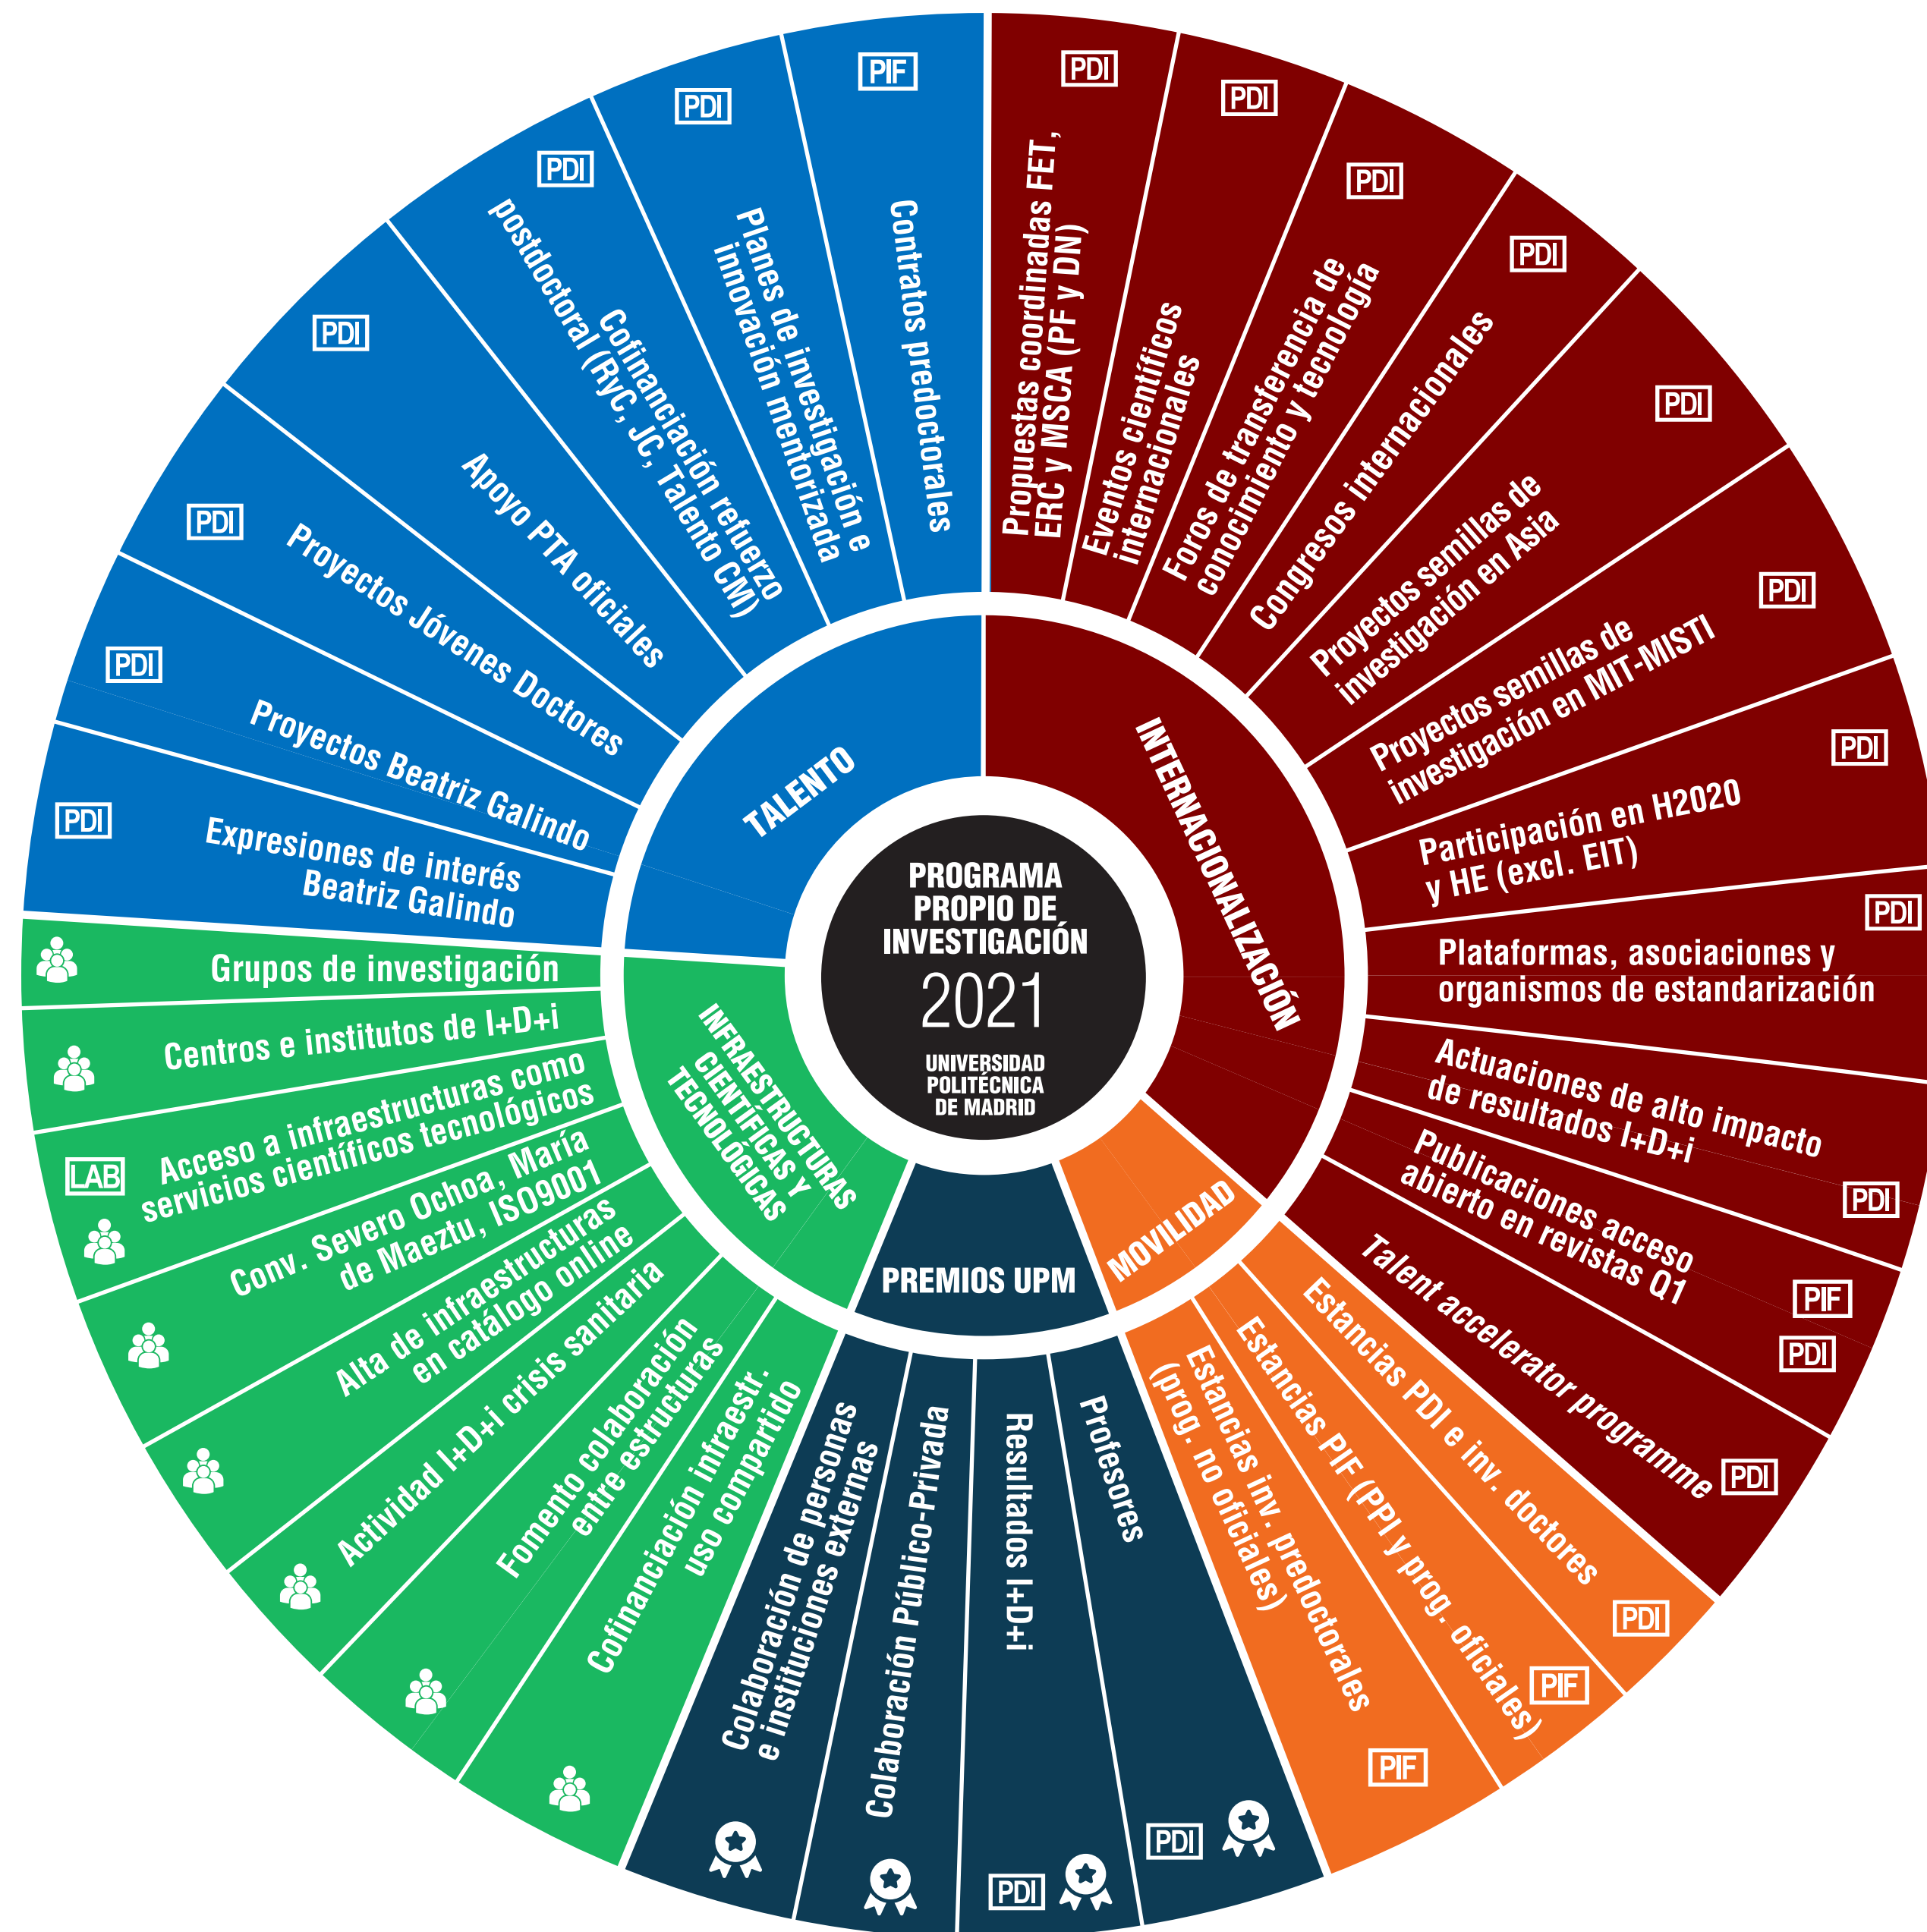 PROGRAMA
PROPIO DE
INVESTIGACIÓN
2021
UNIVERSIDAD
POLITÉCNICA
DE MADRID
INTERNACIONALIZACIÓN
PDI
Propuestas coordinadas FET,
ERC y MSCA (PF y DN)
PDI
Eventos científicos
internacionales
PDI
Foros de transferencia de
conocimiento y tecnología
PDI
Congresos internacionales
PDI
Proyectos semillas de
investigación en Asia
PDI
Proyectos semillas de
investigación en MIT-MISTI
PDI
Participación en H2020
y HE (excl. EIT)
PDI
Plataformas, asociaciones y
organismos de estandarización
Actuaciones de alto impacto
de resultados I+D+i
PDI
Publicaciones acceso
abierto en revistas Q1
PIF
PDI
Talent accelerator programme
PDI
MOVILIDAD
Estancias PDI e inv. doctores
PDI
Estancias PIF (PPI y prog. oficiales)
PIF
Estancias inv. predoctorales
(prog. no oficiales)
PIF
PREMIOS UPM
Profesores
PDI
Resultados I+D+i
PDI
Colaboración Público-Privada
Colaboración de personas
e instituciones externas
INFRAESTRUCTURAS
CIENTÍFICAS Y
TECNOLÓGICAS
Cofinanciación infraestr.
uso compartido
Fomento colaboración
entre estructuras
Actividad I+D+i crisis sanitaria
Alta de infraestructuras
en catálogo online
Conv. Severo Ochoa, María
de Maeztu, ISO9001
Acceso a infraestructuras como
servicios científicos tecnológicos
LAB
Centros e institutos de I+D+i
Grupos de investigación
TALENTO
PDI
Expresiones de interés
Beatriz Galindo
PDI
Proyectos Beatriz Galindo
PDI
Proyectos Jóvenes Doctores
PDI
Apoyo PTA oficiales
PDI
Cofinanciación refuerzo
postdoctoral (RyC, JC, Talento CM)
PDI
Planes de investigación e
innovación mentorizada
PIF
Contratos predoctorales